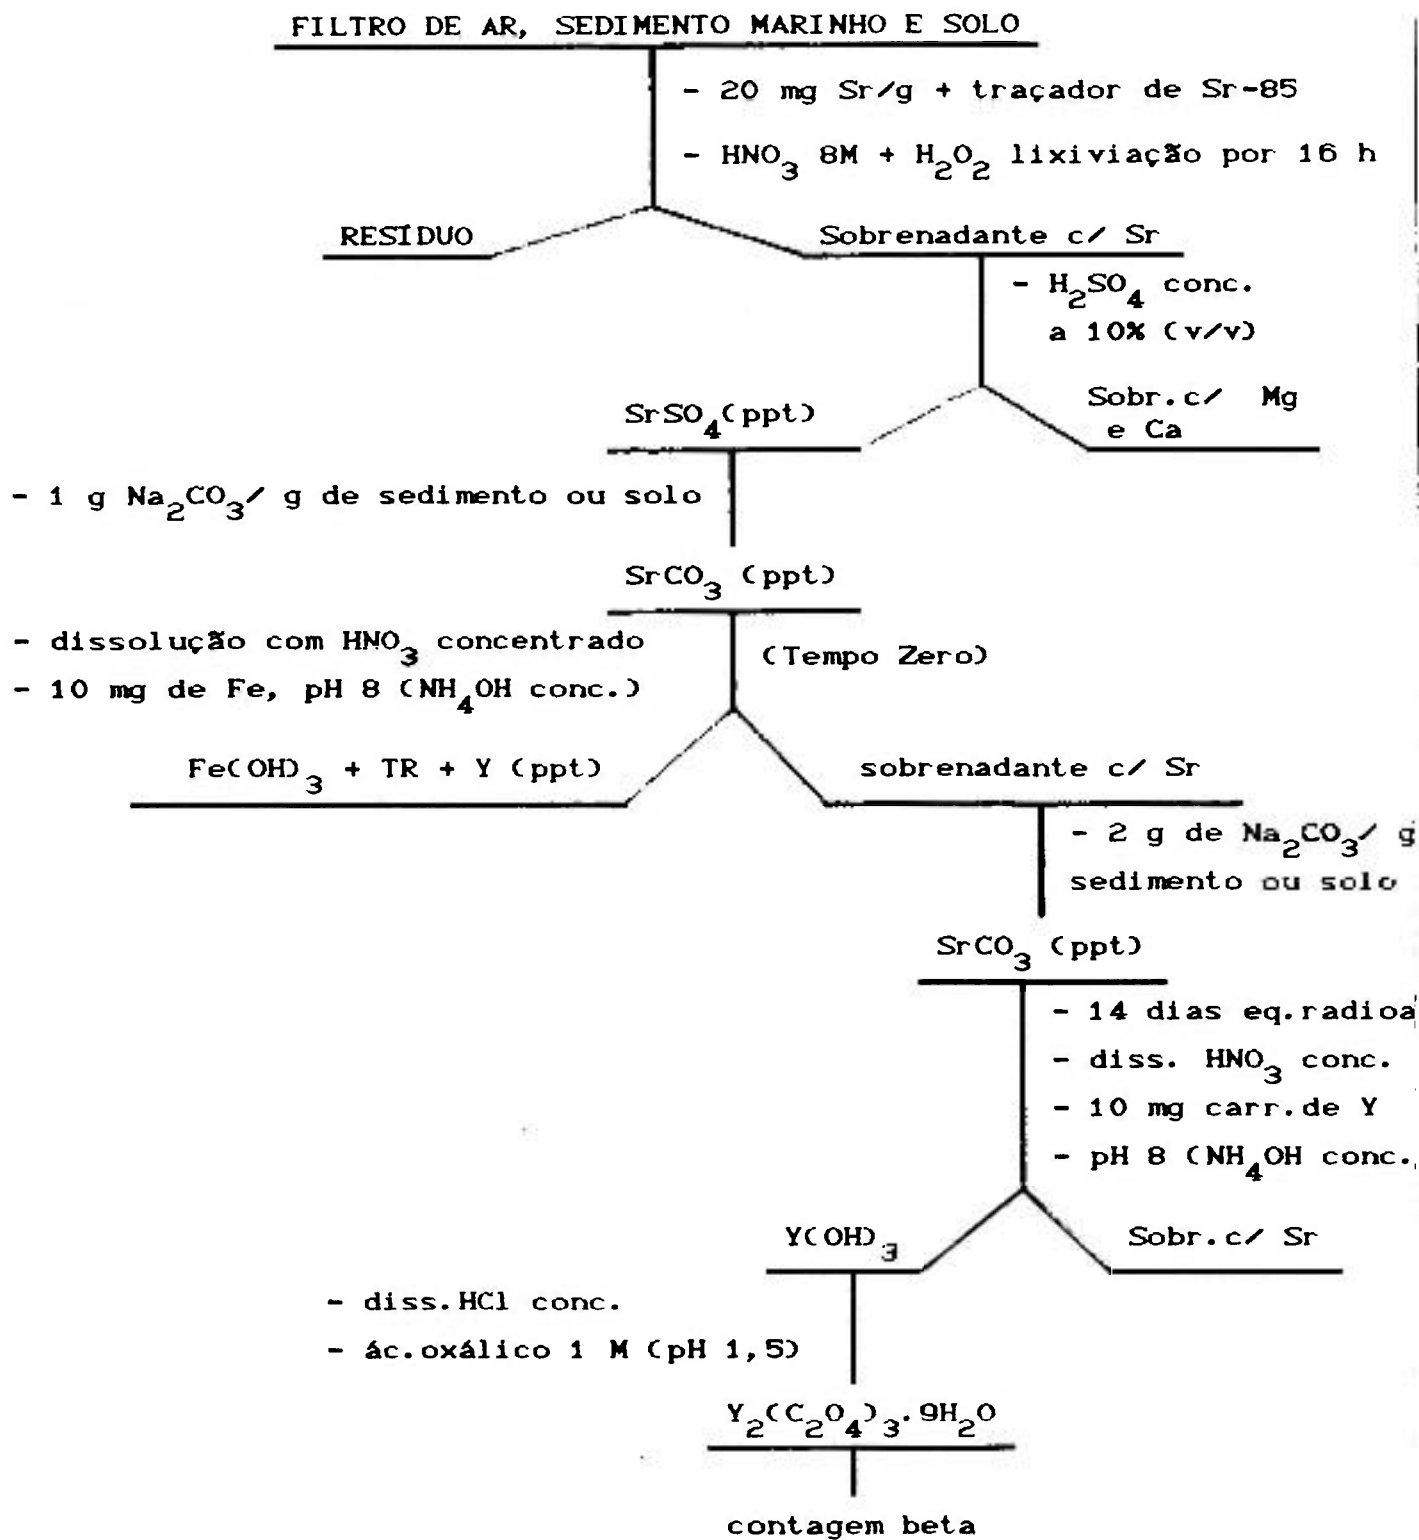 FILTRO DE AR, SEDIMENTO MARINHO E SOLO
- 20 mg Sr/g + traçador de Sr-85
- HNO3 8M + H2O2 lixiviação por 16 h
RESÍDUO
Sobrenadante c/ Sr
- H2SO4 conc.
a 10% (v/v)
SrSO4(ppt)
Sobr.c/ Mg
e Ca
- 1 g Na2CO3/ g de sedimento ou solo
SrCO3 (ppt)
- dissolução com HNO3 concentrado
(Tempo Zero)
- 10 mg de Fe, pH 8 (NH4OH conc.)
Fe(OH)3 + TR + Y (ppt)
sobrenadante c/ Sr
- 2 g de Na2CO3/ g
sedimento ou solo
SrCO3 (ppt)
- 14 dias eq.radioa
- diss. HNO3 conc.
- 10 mg carr.de Y
- pH 8 (NH4OH conc.
Y(OH)3
Sobr.c/ Sr
- diss.HCl conc.
- ác.oxálico 1 M (pH 1,5)
Y2(C2O4)3.9H2O
contagem beta